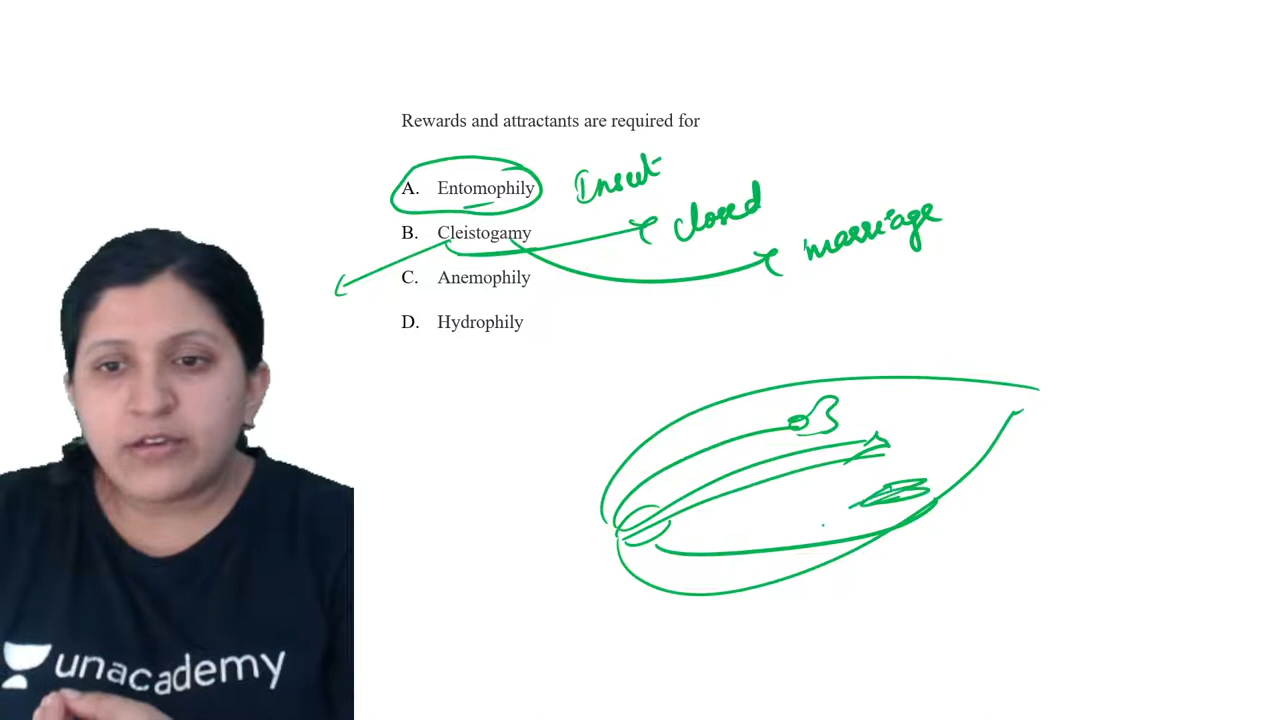 Rewards and attractants are required for
A. Entomophily Insect
B. Cleistogamy closed
marriage
C. Anemophily
D. Hydrophily
unacademy